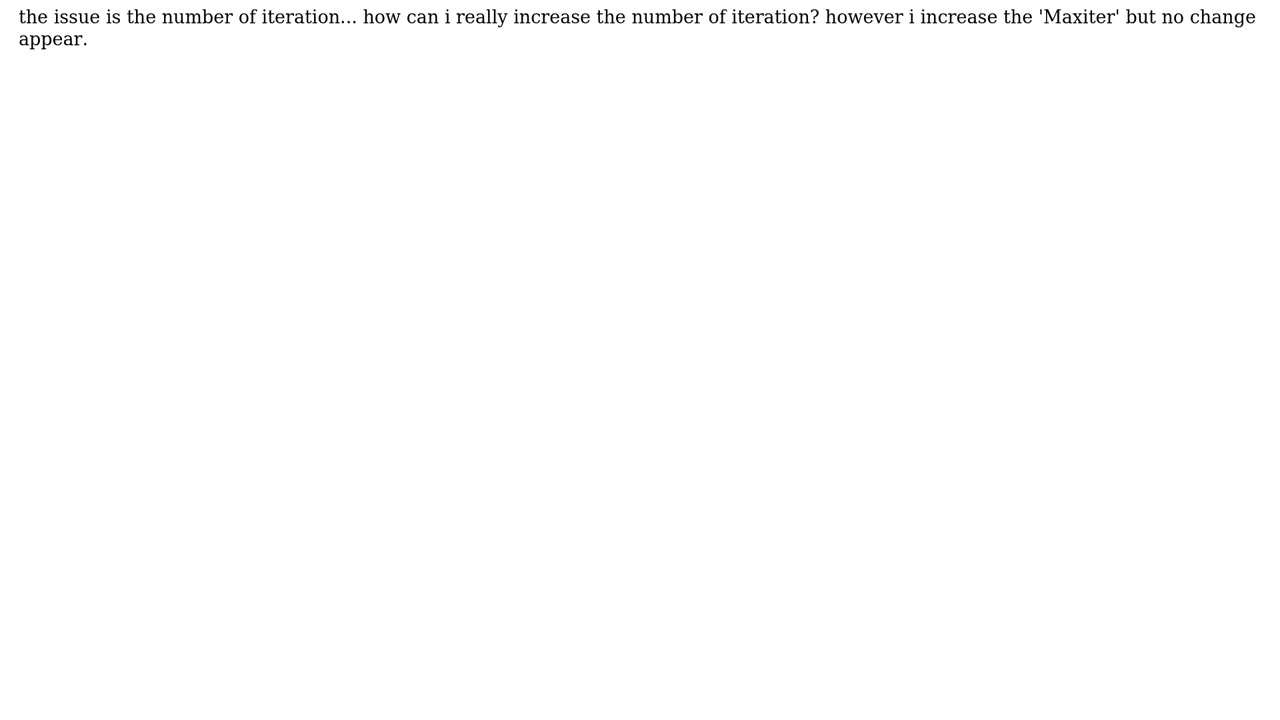 the issue is the number of iteration... how can i really increase the number of iteration? however i increase the 'Maxiter' but no change
appear.